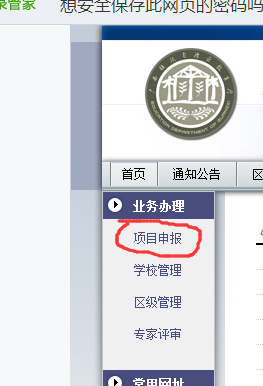 录管家 想安全保存此网页的密码吗
首页 通知公告 区
业务办理
项目申报
学校管理
区级管理
专家评审
常用网址